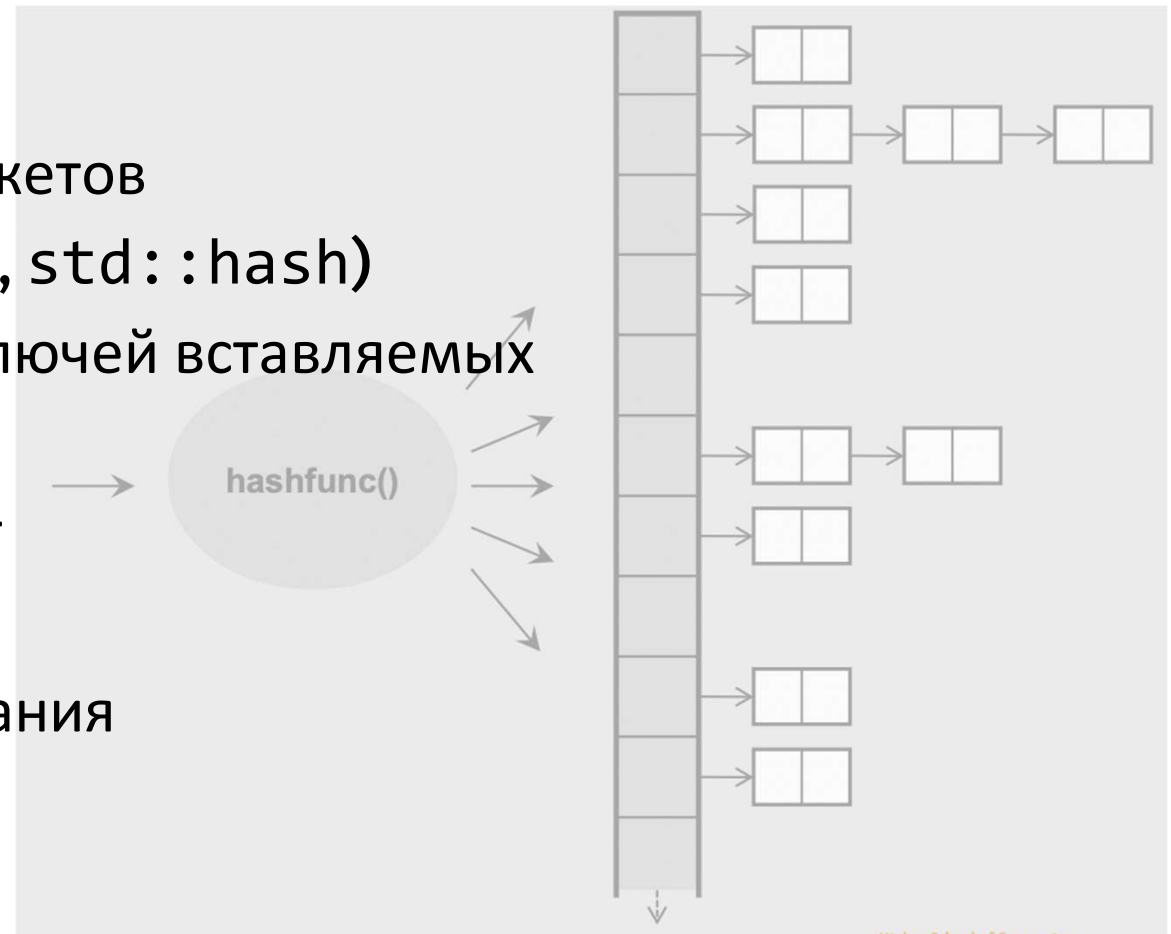 кетов
, std::hash)
лючей вставляемых
hashfunc()
ания